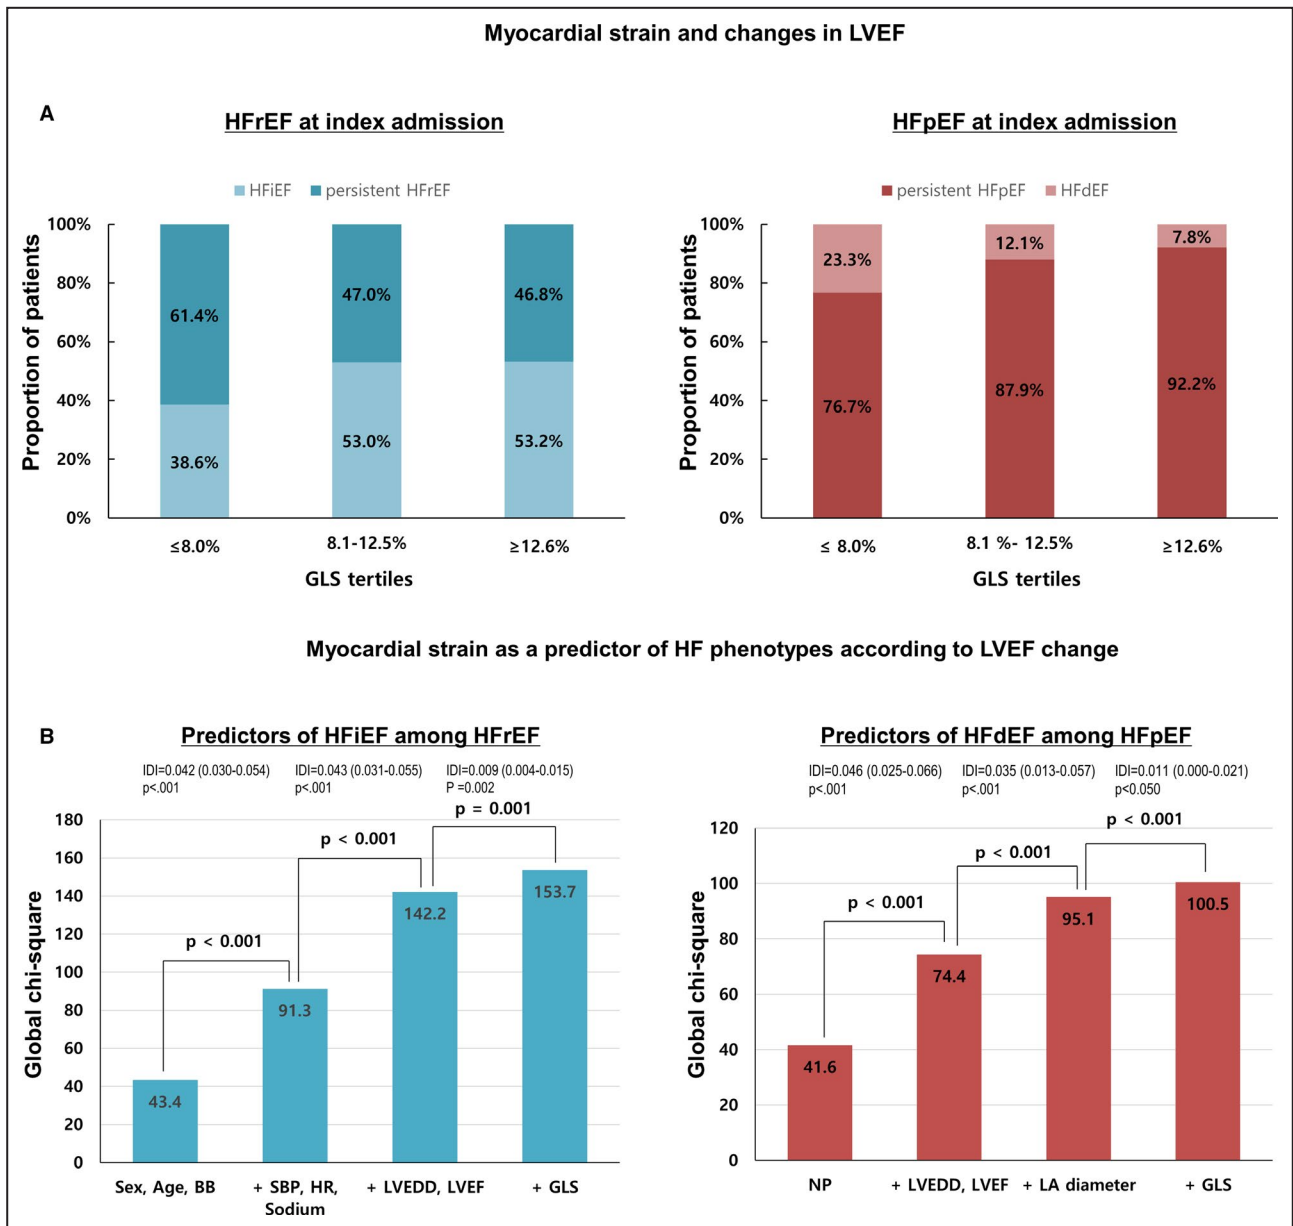 Myocardial strain and changes in LVEF
A
HFrEF at index admission
HFiEF persistent HFrEF
Proportion of patients
100%
80%
60%
40%
20%
0%
61.4%
47.0%
46.8%
38.6%
53.0%
53.2%
≤8.0%
8.1-12.5%
≥12.6%
GLS tertiles
HFpEF at index admission
persistent HFpEF HFdEF
Proportion of patients
100%
80%
60%
40%
20%
0%
23.3%
12.1%
7.8%
76.7%
87.9%
92.2%
≤ 8.0%
8.1 %- 12.5%
≥12.6%
GLS tertiles
Myocardial strain as a predictor of HF phenotypes according to LVEF change
B
Predictors of HFiEF among HFrEF
IDI=0.042 (0.030-0.054)
p<.001
IDI=0.043 (0.031-0.055)
p<.001
IDI=0.009 (0.004-0.015)
P =0.002
Global chi-square
180
160
140
120
100
80
60
40
20
0
p < 0.001
p < 0.001
p = 0.001
43.4
91.3
142.2
153.7
Sex, Age, BB
+ SBP, HR,
Sodium
+ LVEDD, LVEF
+ GLS
Predictors of HFdEF among HFpEF
IDI=0.046 (0.025-0.066)
p<.001
IDI=0.035 (0.013-0.057)
p<.001
IDI=0.011 (0.000-0.021)
p<0.050
Global chi-square
120
100
80
60
40
20
0
p < 0.001
p < 0.001
p < 0.001
41.6
74.4
95.1
100.5
NP
+ LVEDD, LVEF
+ LA diameter
+ GLS